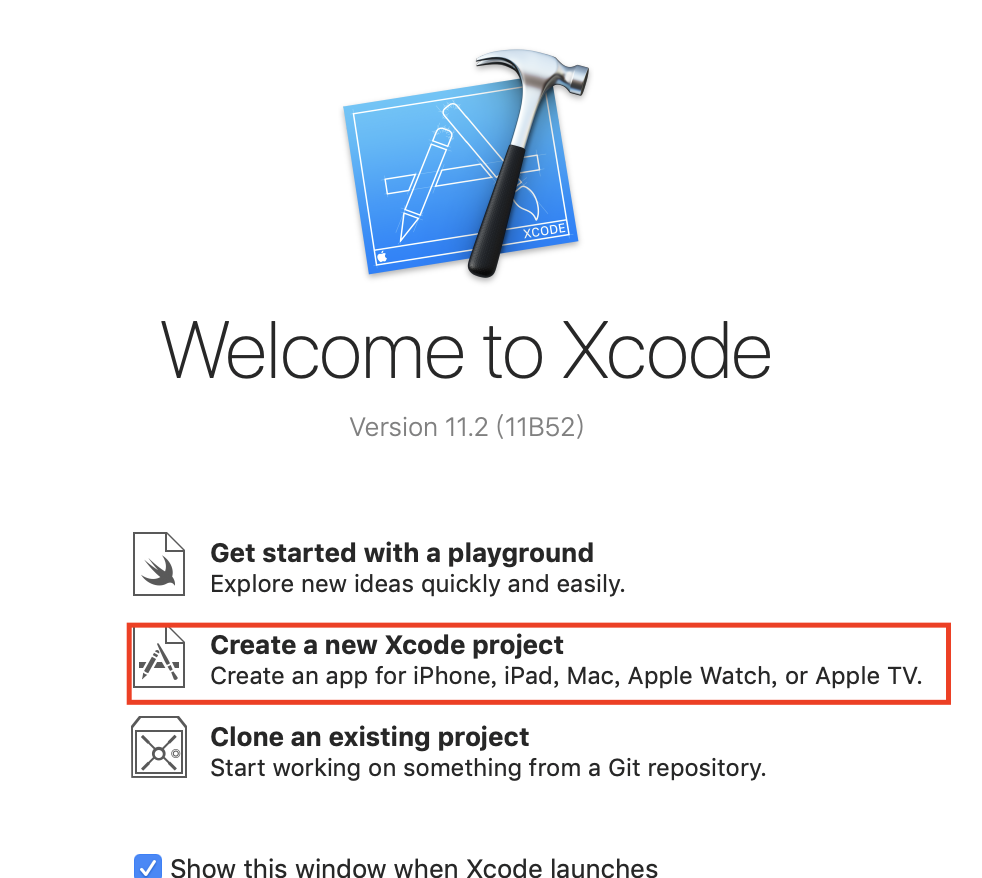 XCODE
Welcome to Xcode
Version 11.2 (11B52)
Get started with a playground
Explore new ideas quickly and easily.
Create a new Xcode project
Create an app for iPhone, iPad, Mac, Apple Watch, or Apple TV.
Clone an existing project
Start working on something from a Git repository.
Show this window when Xcode launches